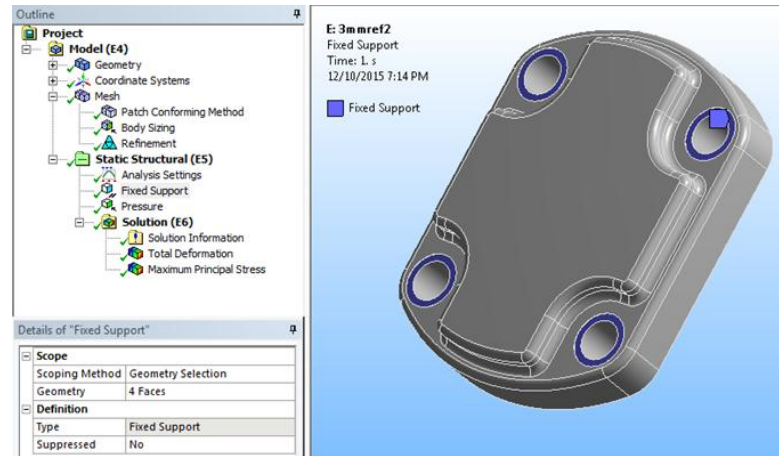 Outline
Project
Model (E4)
Geometry
Coordinate Systems
Mesh
Patch Conforming Method
Body Sizing
Refinement
Static Structural (E5)
Analysis Settings
Fixed Support
Pressure
Solution (E6)
Solution Information
Total Deformation
Maximum Principal Stress
Details of "Fixed Support"
Scope
Scoping Method Geometry Selection
Geometry 4 Faces
Definition
Type Fixed Support
Suppressed No
E: 3mmref2
Fixed Support
Time: 1. s
12/10/2015 7:14 PM
Fixed Support